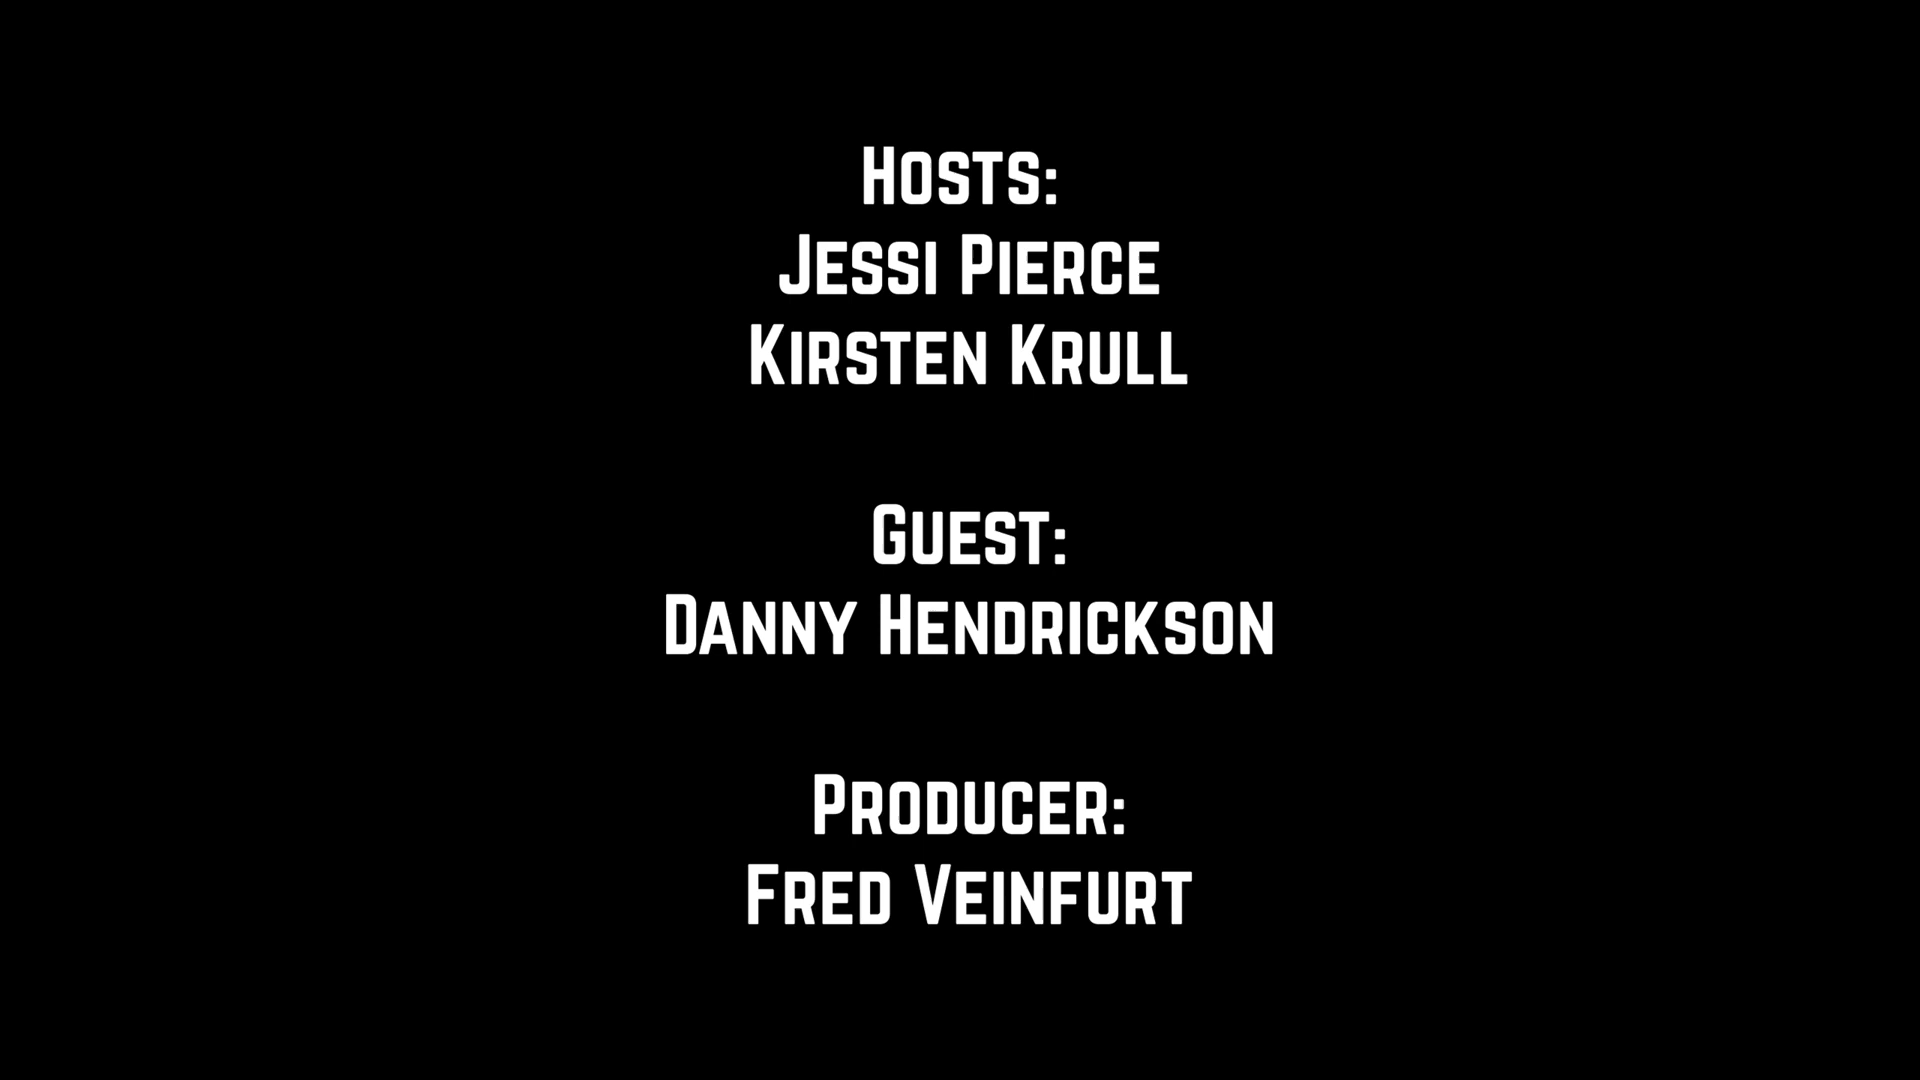 Hosts:
Jessi Pierce
Kirsten Krull
Guest:
Danny Hendrickson
Producer:
Fred Veinfurt